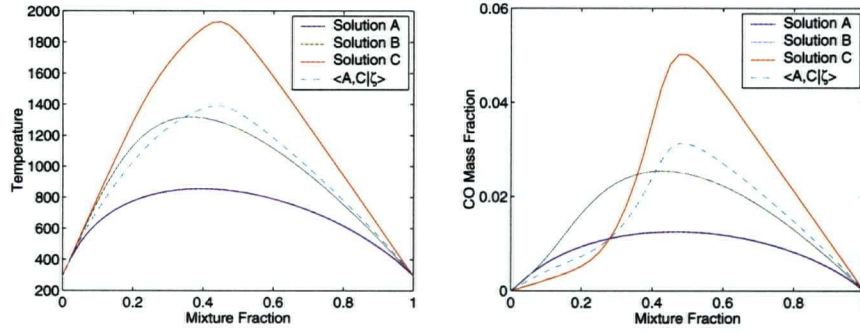 2000
1800
1600
1400
1200
1000
800
600
400
200
Temperature
0
0.2
0.4
0.6
0.8
1
Mixture Fraction
Solution A
Solution B
Solution C
<A,C|ζ>
0.06
0.04
0.02
0
CO Mass Fraction
0
0.2
0.4
0.6
0.8
Mixture Fraction
Solution A
Solution B
Solution C
<A,C|ζ>